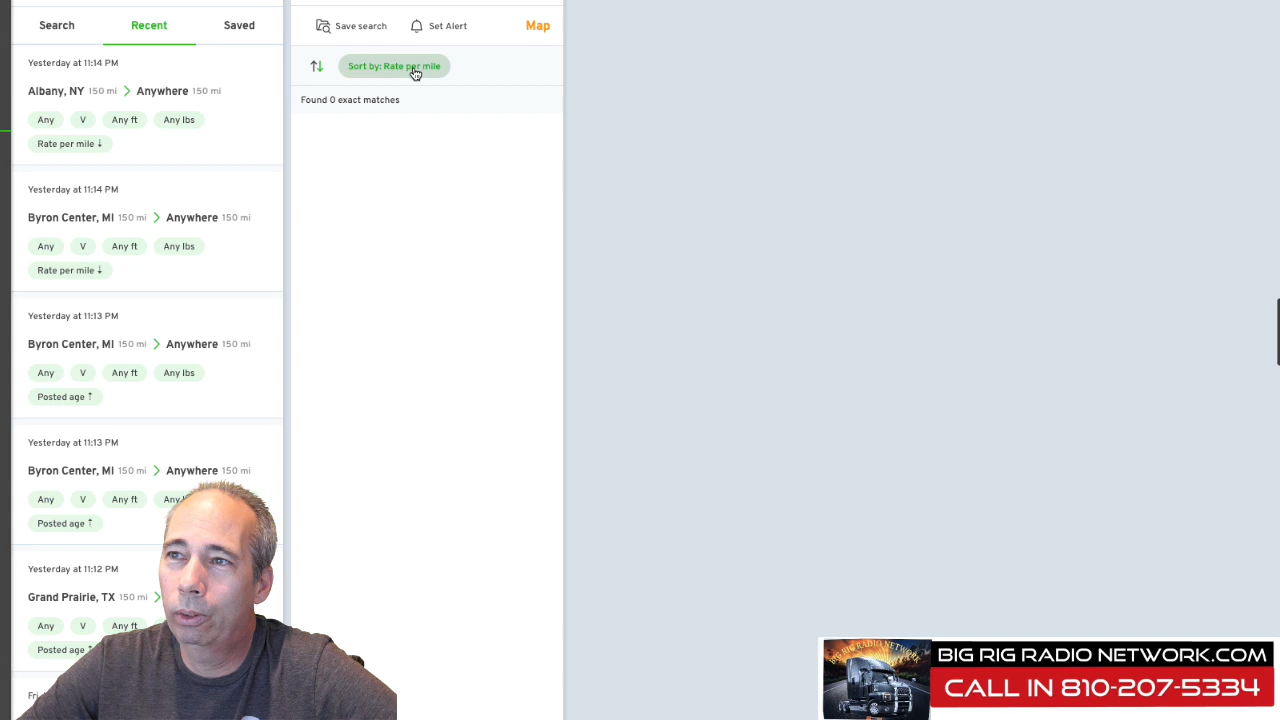 Search Recent Saved
Yesterday at 11:14 PM
Albany, NY 150 mi > Anywhere 150 mi
Any V Any ft Any lbs
Rate per mile ↓
Yesterday at 11:14 PM
Byron Center, MI 150 mi > Anywhere 150 mi
Any V Any ft Any lbs
Rate per mile ↓
Yesterday at 11:13 PM
Byron Center, MI 150 mi > Anywhere 150 mi
Any V Any ft Any lbs
Posted age ↑
Yesterday at 11:13 PM
Byron Center, MI 150 mi > Anywhere 150 mi
Any V Any ft Any
Posted age ↑
Yesterday at 11:12 PM
Grand Prairie, TX 150 mi >
Any V Any ft
Posted
Save search Set Alert Map
Sort by: Rate per mile
Found 0 exact matches
BIG RIG RADIO NETWORK
BIG RIG RADIO NETWORK.COM
CALL IN 810-207-5334